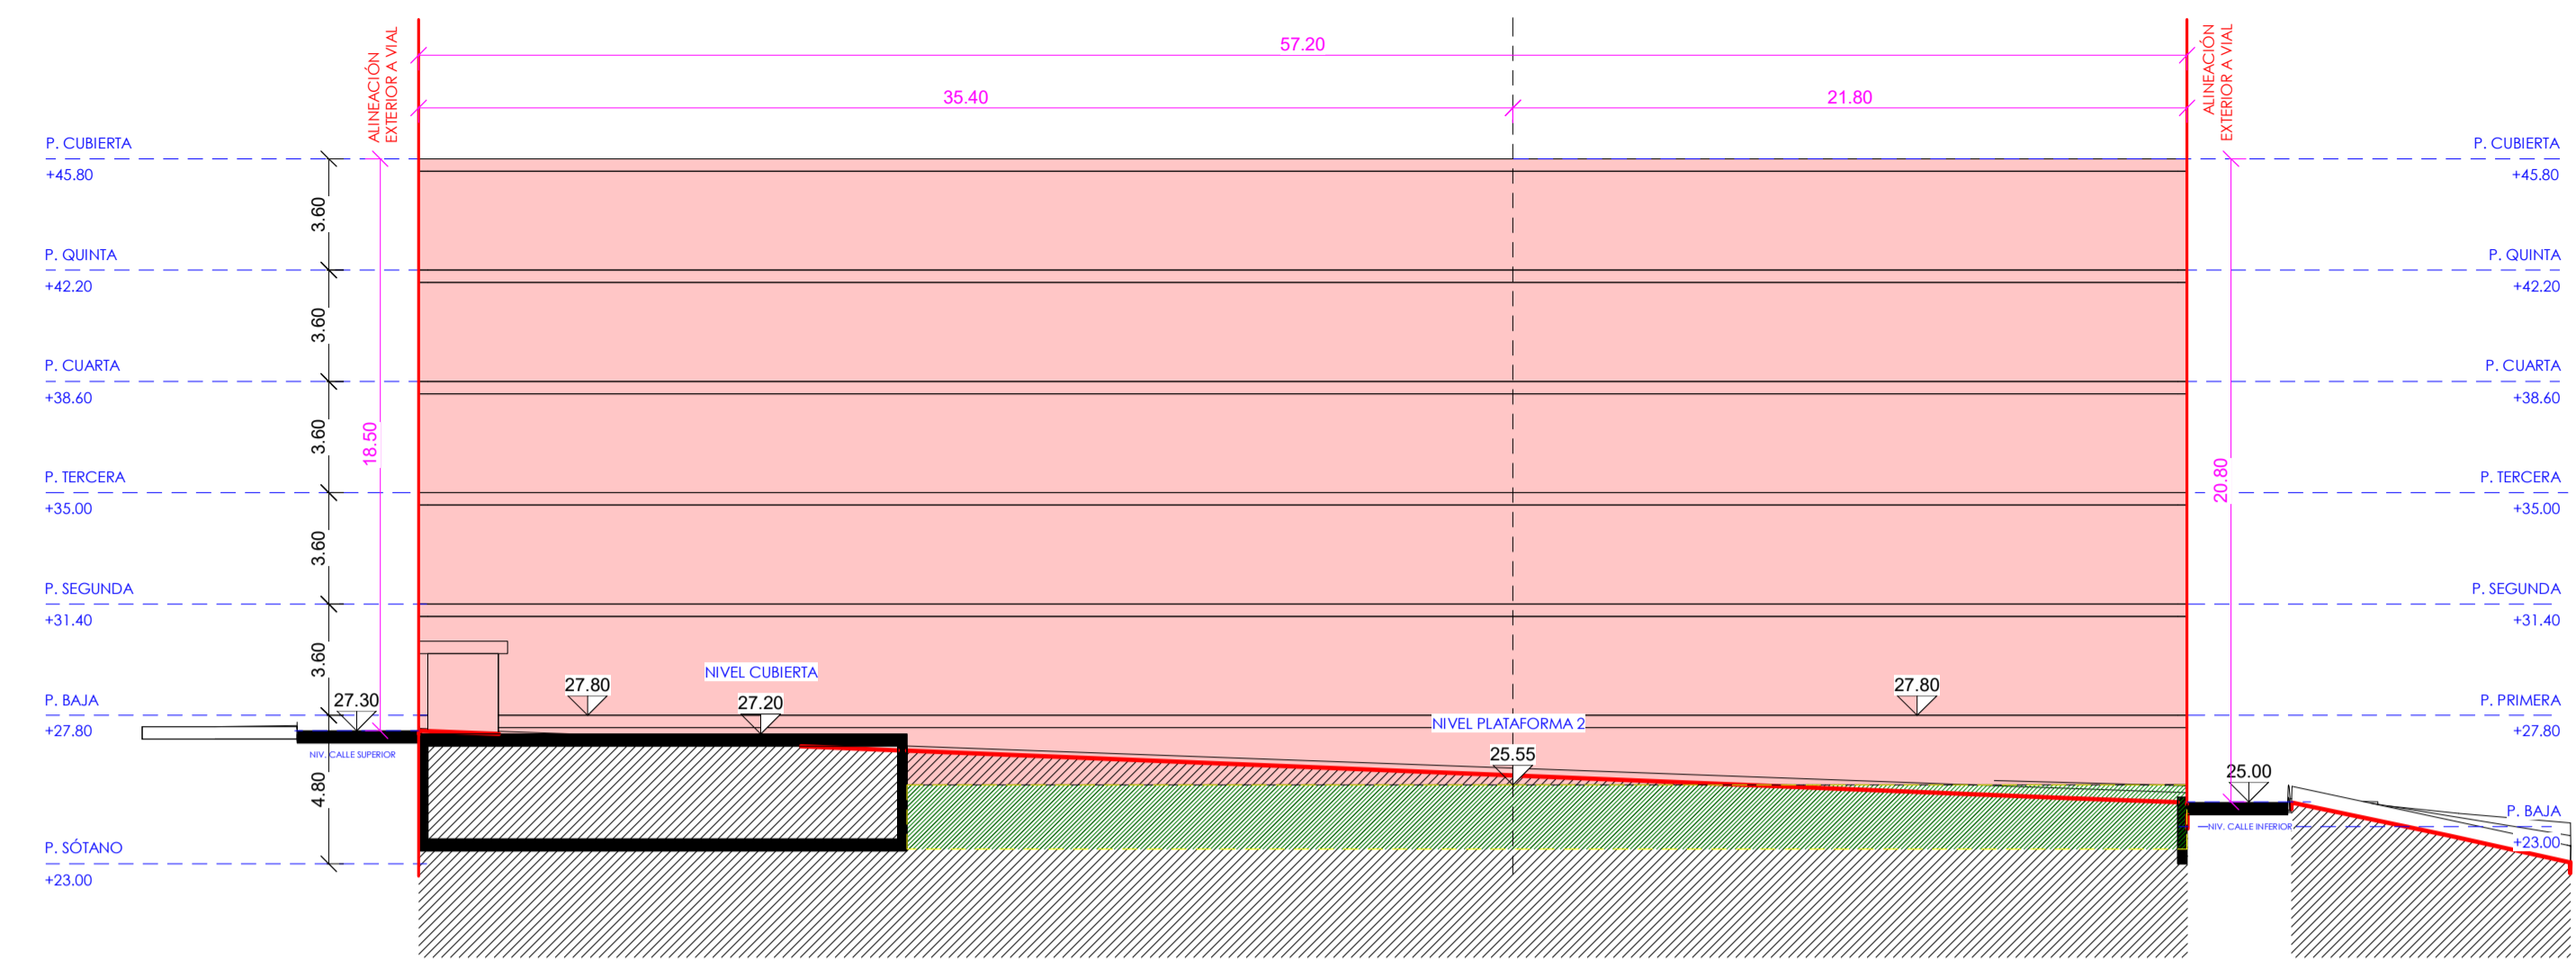 57.20
35.40
21.80
ALINEACIÓN
EXTERIOR A VIAL
ALINEACIÓN
EXTERIOR A VIAL
P. CUBIERTA
+45.80
P. CUBIERTA
+45.80
3.60
P. QUINTA
+42.20
P. QUINTA
+42.20
3.60
P. CUARTA
+38.60
P. CUARTA
+38.60
3.60
18.50
20.80
P. TERCERA
+35.00
P. TERCERA
+35.00
3.60
P. SEGUNDA
+31.40
P. SEGUNDA
+31.40
3.60
NIVEL CUBIERTA
27.20
27.80
27.80
P. BAJA
+27.80
27.30
NIV. CALLE SUPERIOR
P. PRIMERA
+27.80
NIVEL PLATAFORMA 2
25.55
25.00
4.80
P. BAJA
NIV. CALLE INFERIOR
+23.00
P. SÓTANO
+23.00